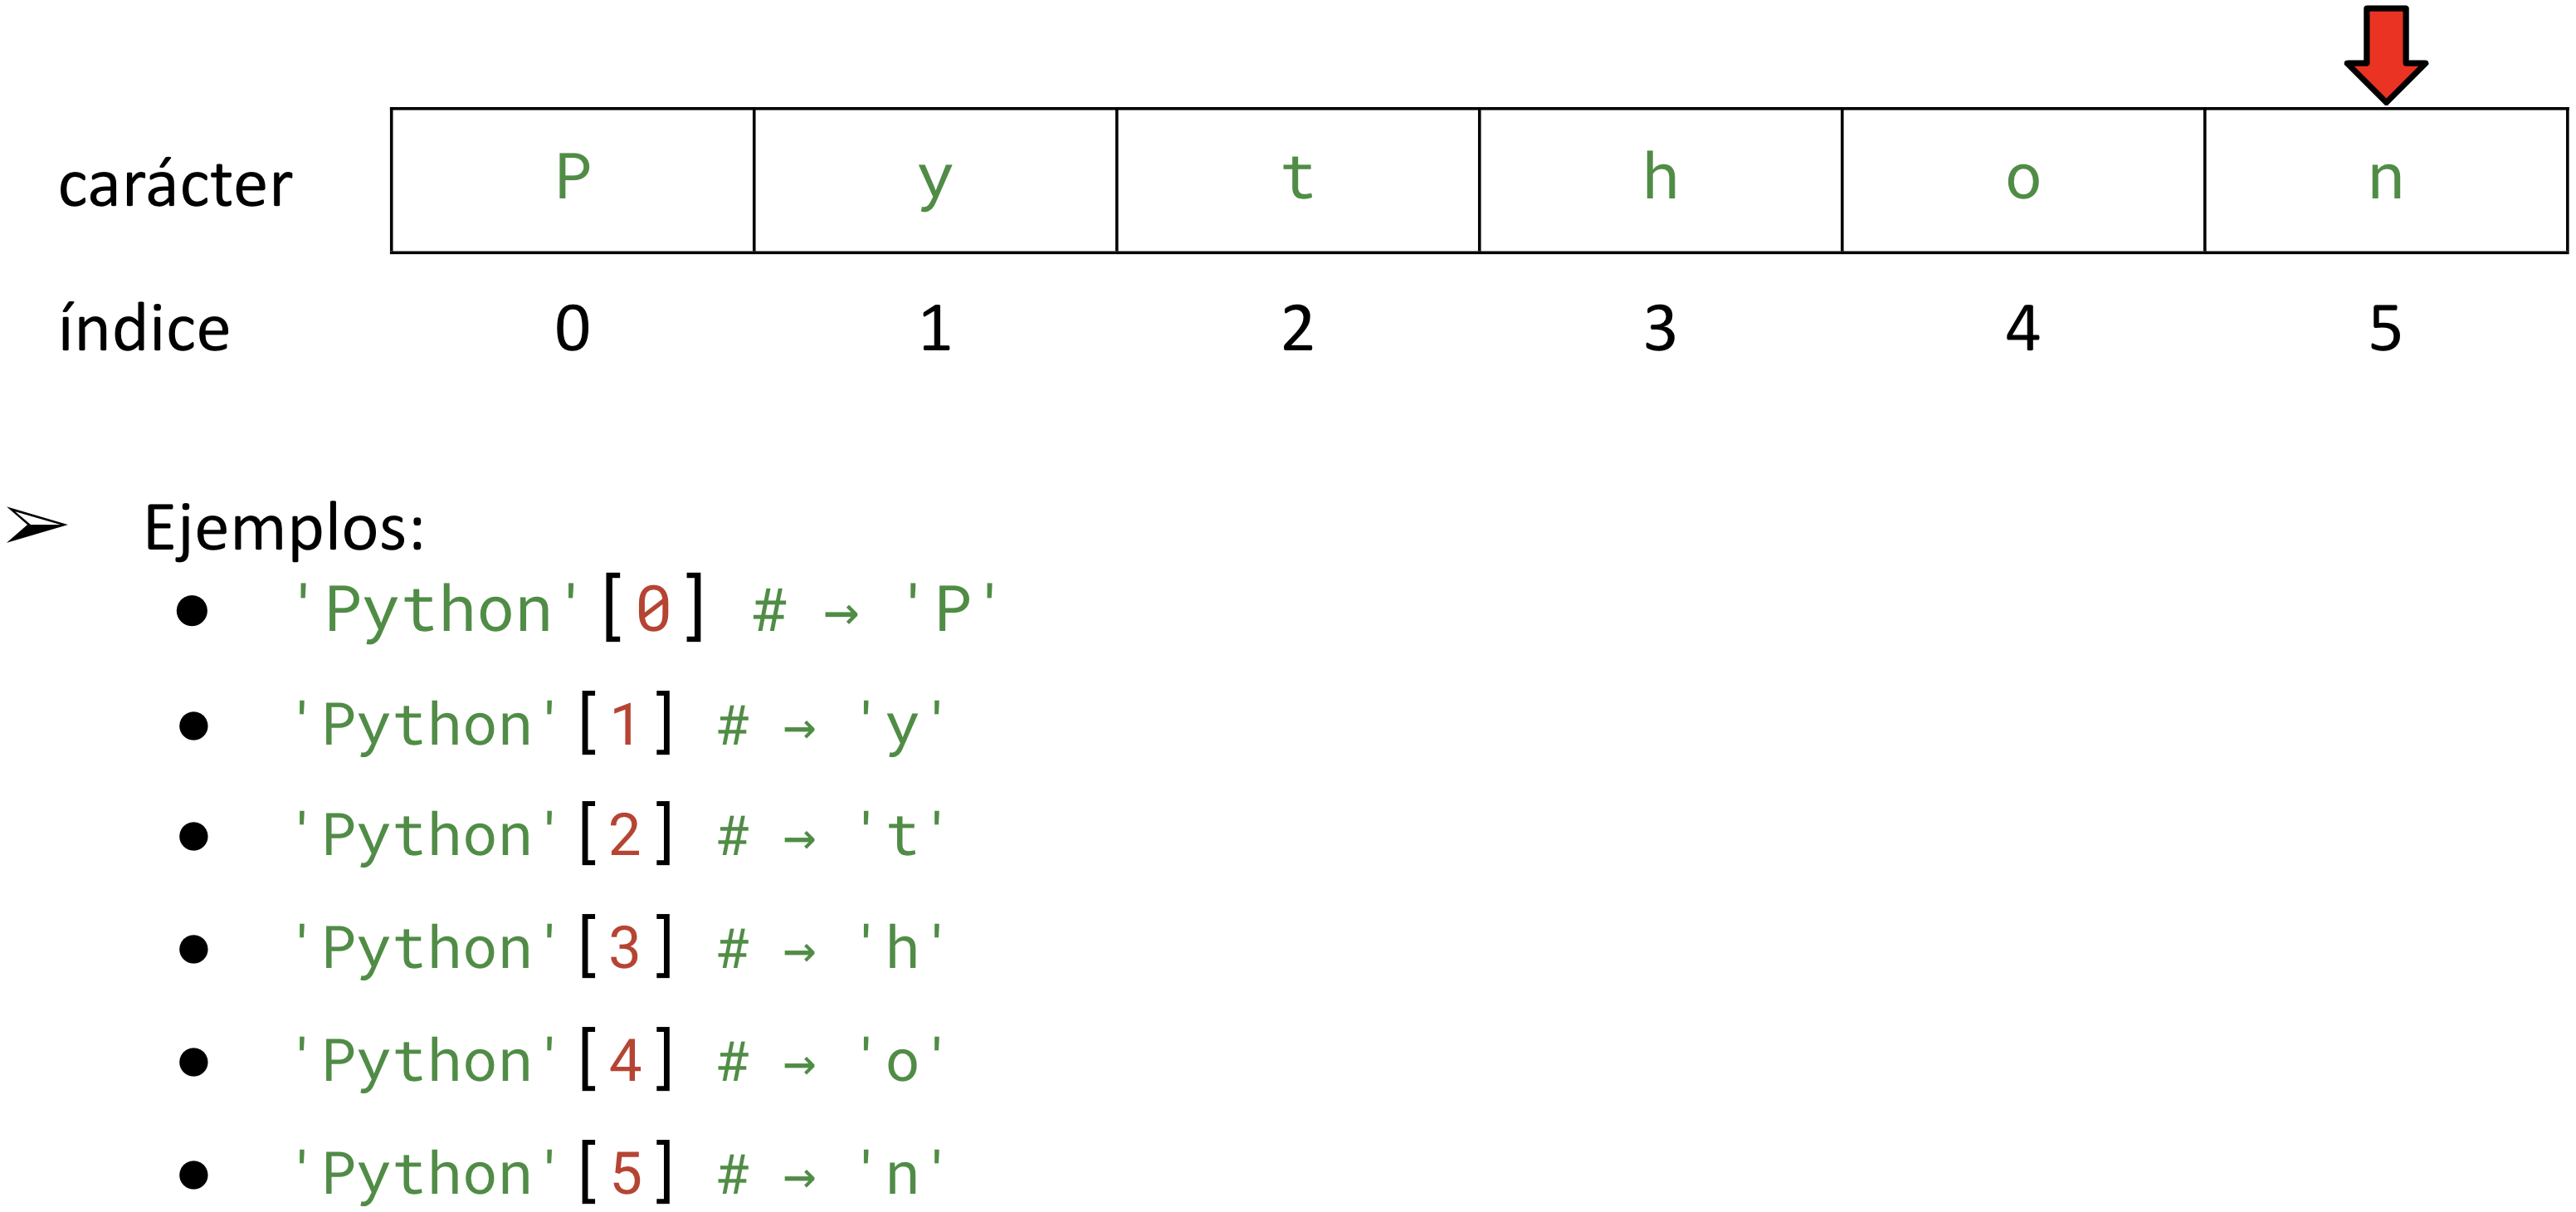 carácter P y t h o n
índice 0 1 2 3 4 5
➢ Ejemplos:
● 'Python'[0] # → 'P'
● 'Python'[1] # → 'y'
● 'Python'[2] # → 't'
● 'Python'[3] # → 'h'
● 'Python'[4] # → 'o'
● 'Python'[5] # → 'n'